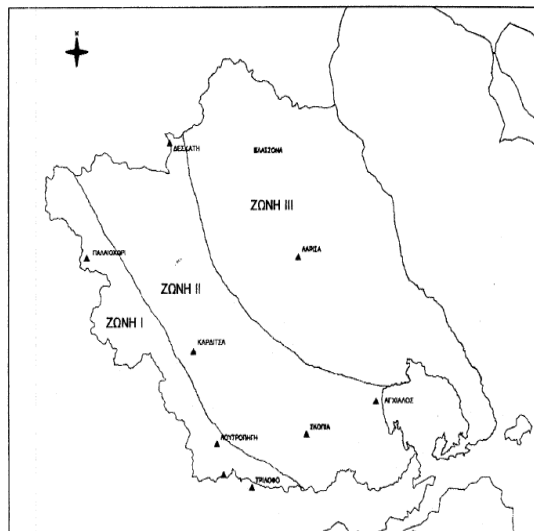 N
ΔΕΣΚΑΤΗ
ΕΛΑΣΣΟΝΑ
ΖΩΝΗ III
ΠΑΛΑΙΟΧΩΡΙ
ΛΑΡΙΣΑ
ΖΩΝΗ II
ΖΩΝΗ I
ΚΑΡΔΙΤΣΑ
ΑΓΧΙΑΛΟΣ
ΣΚΟΠΙΑ
ΛΟΥΤΡΟΠΗΓΗ
ΤΡΙΛΟΦΟ